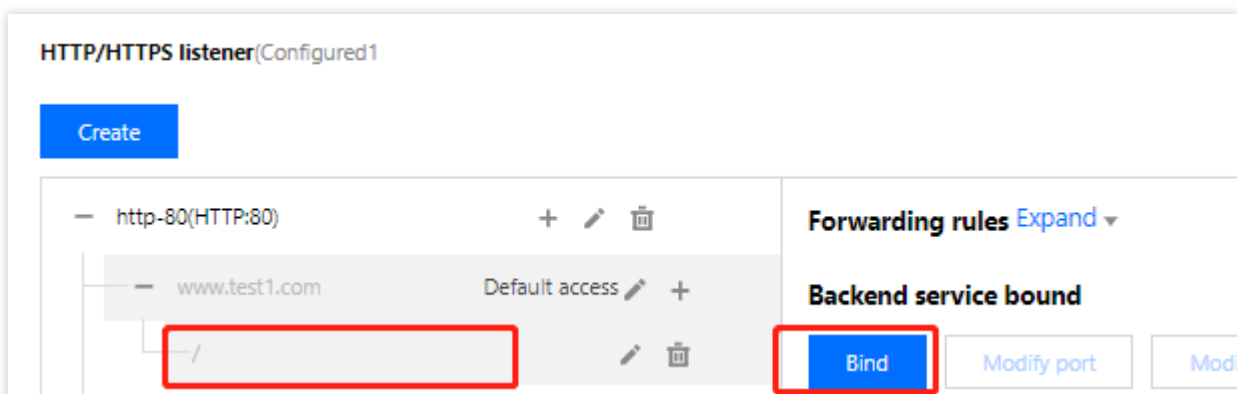 HTTP/HTTPS listener(Configured1
Create
http-80(HTTP:80)
www.test1.com Default access
/
Forwarding rules Expand
Backend service bound
Bind Modify port Modi